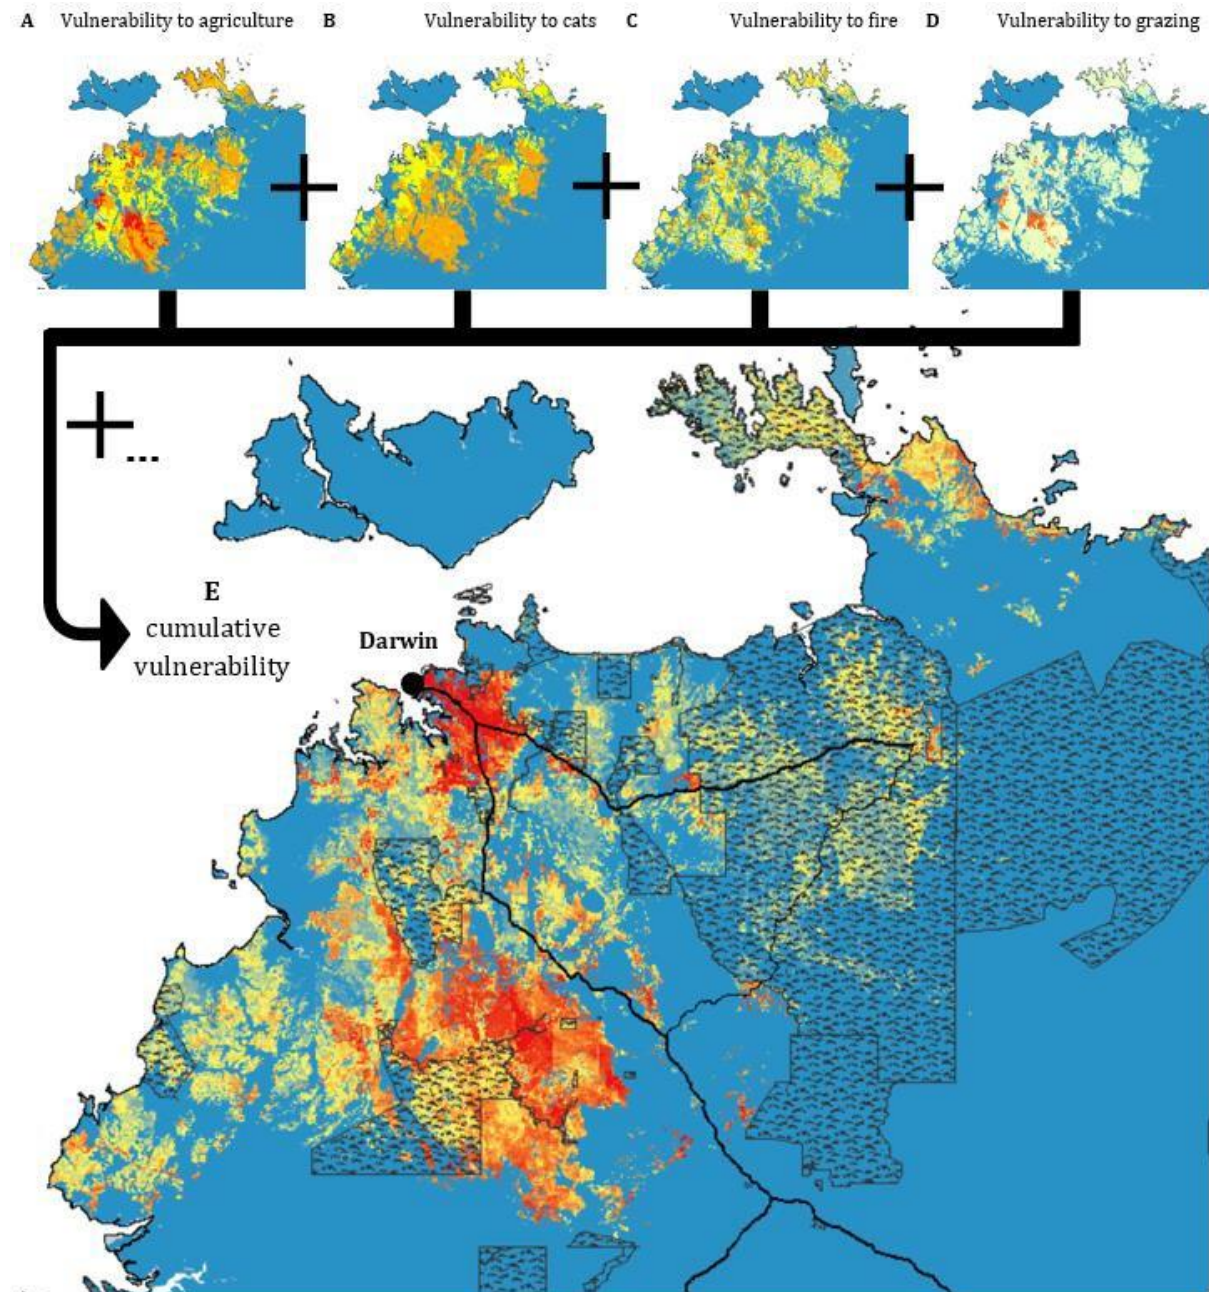 A Vulnerability to agriculture B Vulnerability to cats C Vulnerability to fire D Vulnerability to grazing
+ + +
+...
E
cumulative
vulnerability
Darwin